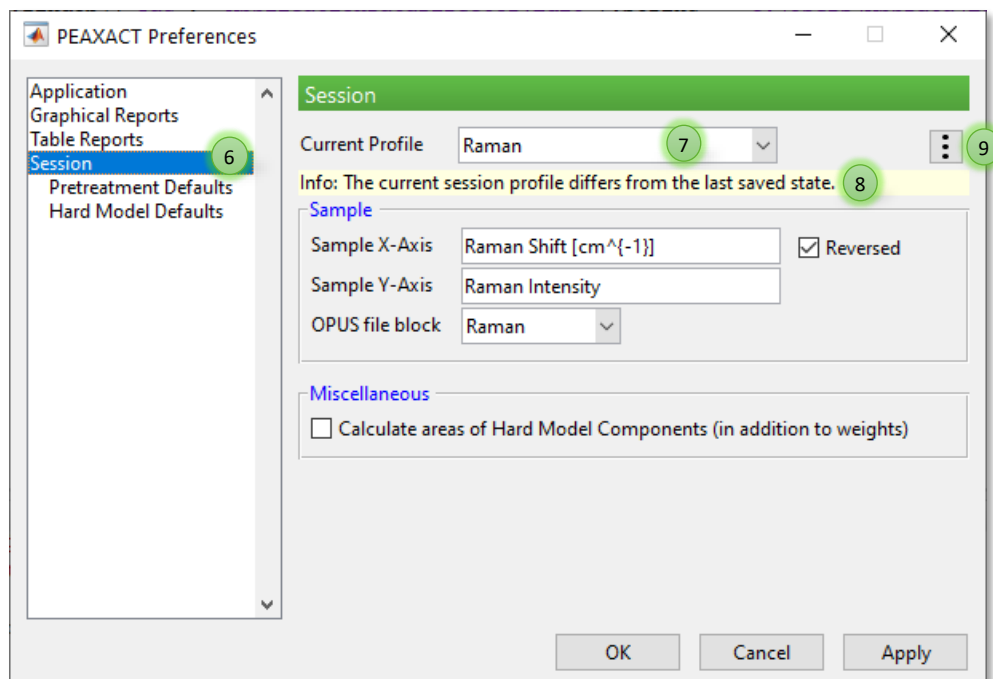 PEAXACT Preferences
Application
Graphical Reports
Table Reports
Session
6
Pretreatment Defaults
Hard Model Defaults
Session
Current Profile
Raman
7
9
Info: The current session profile differs from the last saved state.
8
Sample
Sample X-Axis
Raman Shift [cm^{-1}]
Reversed
Sample Y-Axis
Raman Intensity
OPUS file block
Raman
Miscellaneous
Calculate areas of Hard Model Components (in addition to weights)
OK
Cancel
Apply